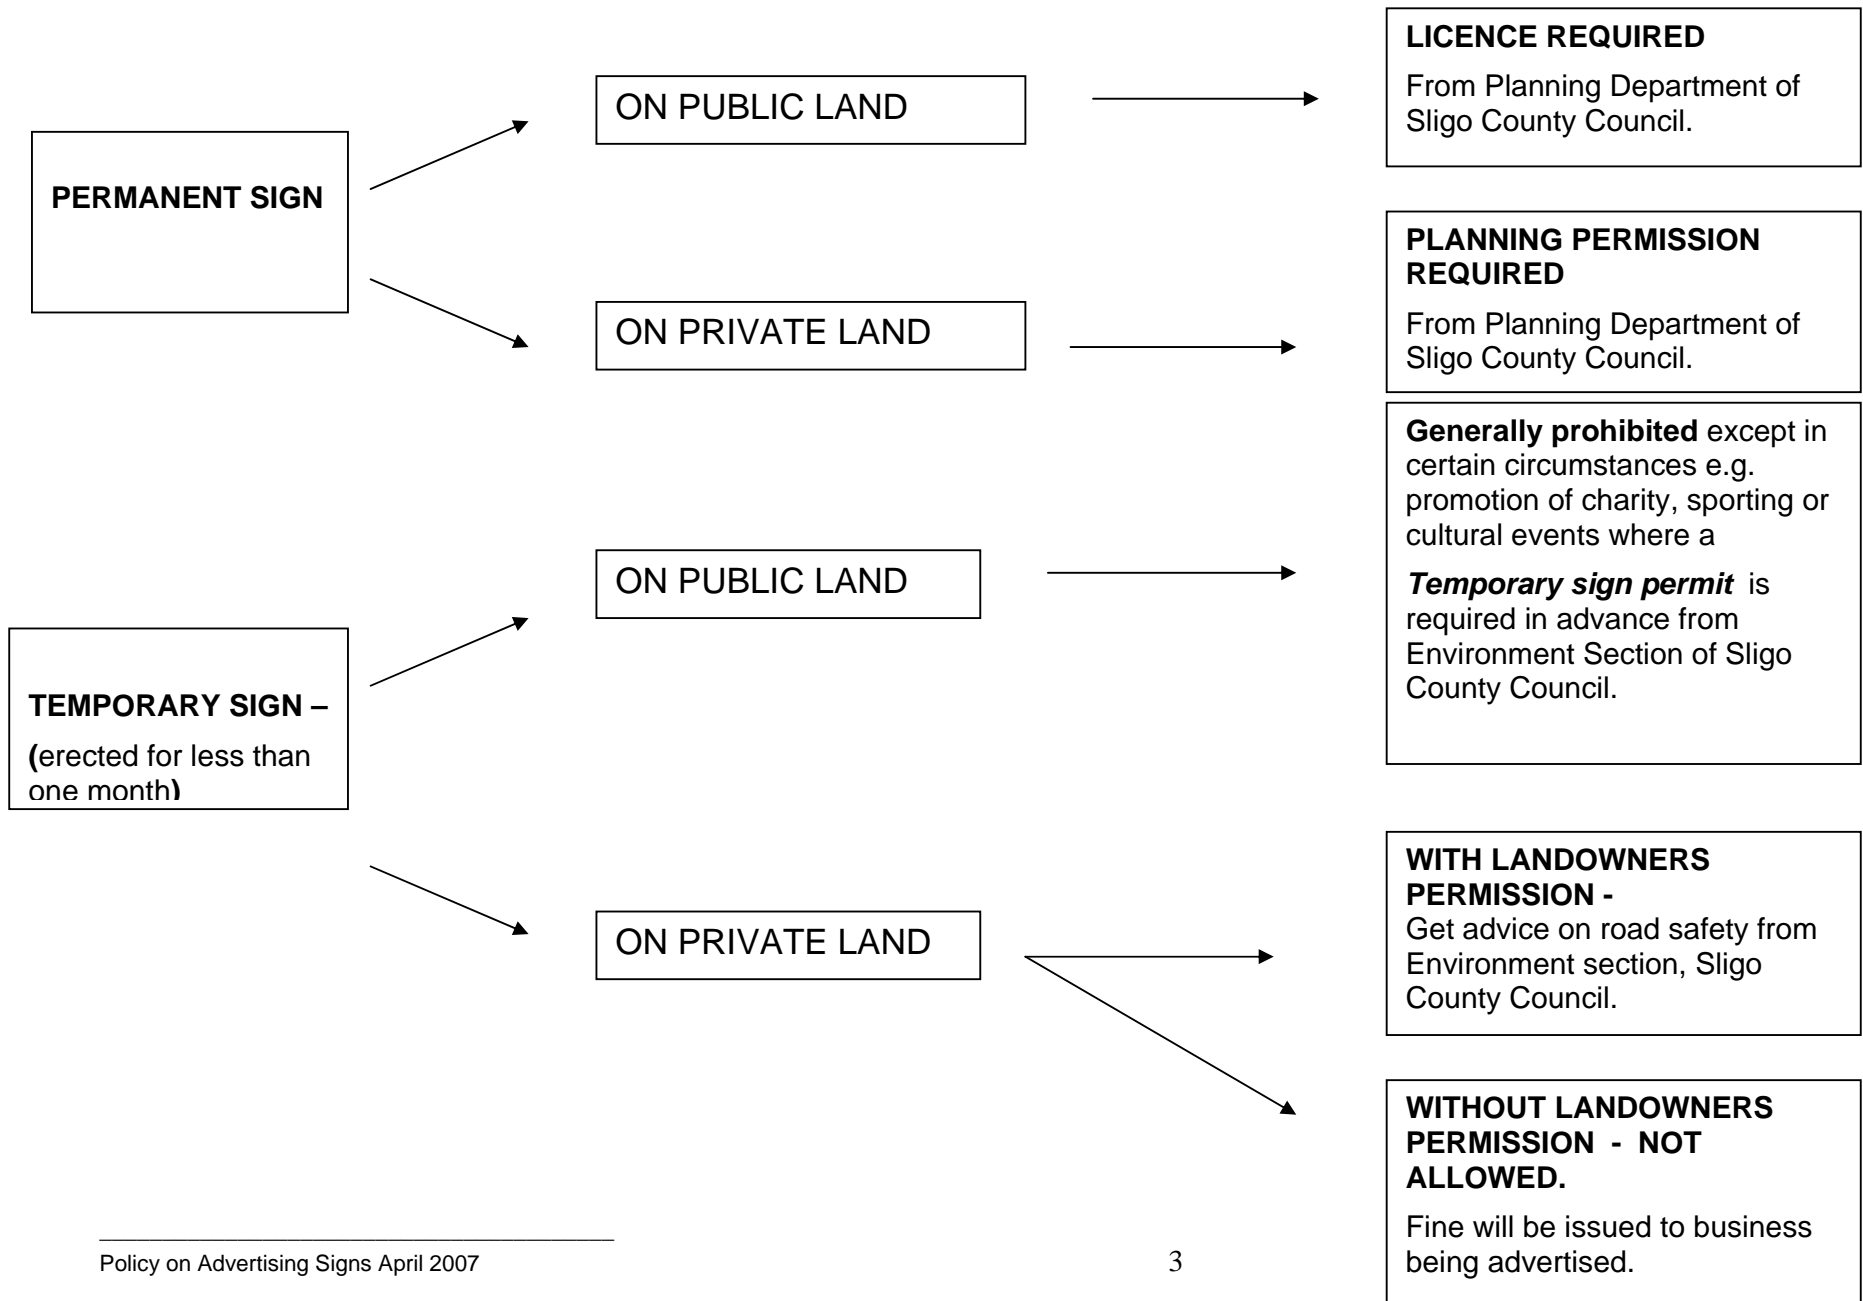 PERMANENT SIGN
ON PUBLIC LAND
LICENCE REQUIRED
From Planning Department of
Sligo County Council.
ON PRIVATE LAND
PLANNING PERMISSION
REQUIRED
From Planning Department of
Sligo County Council.
TEMPORARY SIGN –
(erected for less than
one month)
ON PUBLIC LAND
Generally prohibited except in
certain circumstances e.g.
promotion of charity, sporting or
cultural events where a
Temporary sign permit is
required in advance from
Environment Section of Sligo
County Council.
ON PRIVATE LAND
WITH LANDOWNERS
PERMISSION -
Get advice on road safety from
Environment section, Sligo
County Council.
WITHOUT LANDOWNERS
PERMISSION - NOT
ALLOWED.
Fine will be issued to business
being advertised.
Policy on Advertising Signs April 2007
3